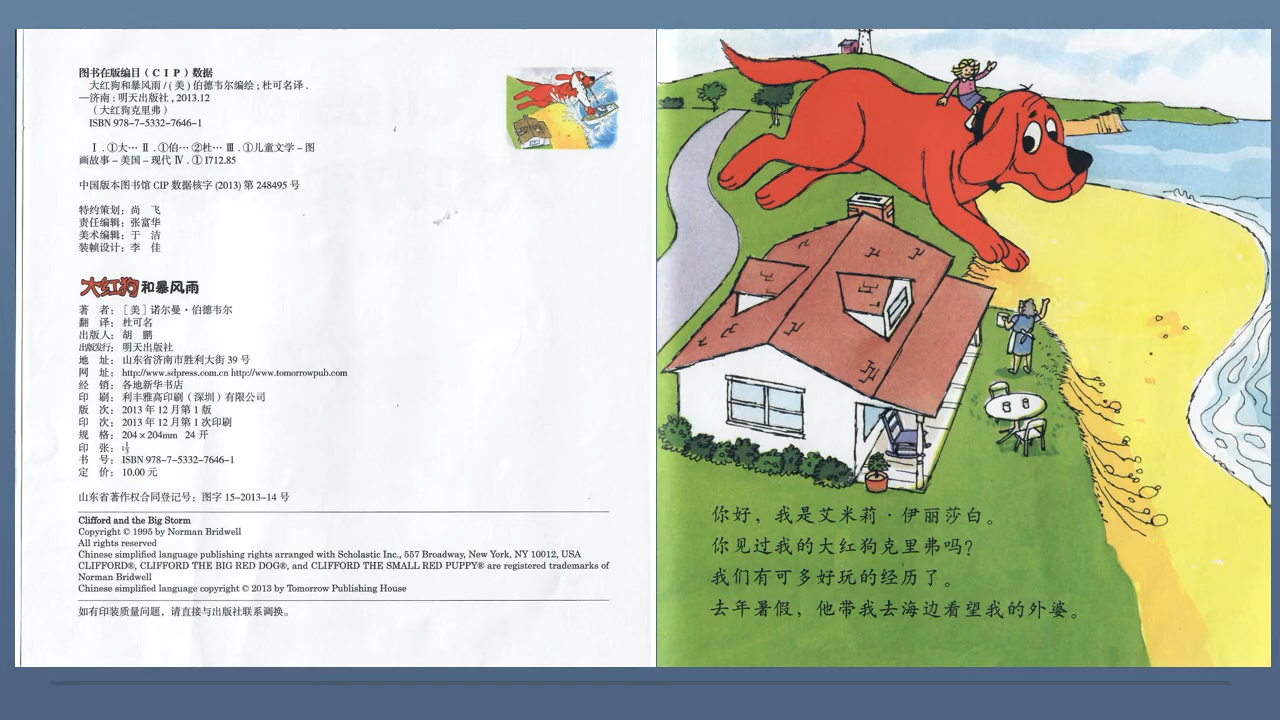 图书在版编目(CIP)数据
大红狗和暴风雨/(美)伯德韦尔编绘;杜可名译.
—济南:明天出版社,2013.12
(大红狗克里弗)
ISBN 978-7-5332-7646-1
Ⅰ.①大… Ⅱ.①伯… ②杜… Ⅲ.①儿童文学－图
画故事－美国－现代 Ⅳ.① I712.85
中国版本图书馆 CIP 数据核字 (2013) 第 248495 号
特约策划:尚 飞
责任编辑:张富华
美术编辑:于 洁
装帧设计:李 佳
大红狗和暴风雨
著 者:[美]诺尔曼·伯德韦尔
翻 译:杜可名
出版人:胡 鹏
出版发行:明天出版社
地 址:山东省济南市胜利大街 39 号
网 址:http://www.sdpress.com.cn http://www.tomorrowpub.com
经 销:各地新华书店
印 刷:利丰雅高印刷(深圳)有限公司
版 次:2013 年 12 月第 1 版
印 次:2013 年 12 月第 1 次印刷
规 格:204×204mm 24 开
印 张:
书 号:ISBN 978-7-5332-7646-1
定 价:10.00 元
山东省著作权合同登记号:图字 15-2013-14 号
Clifford and the Big Storm
Copyright © 1995 by Norman Bridwell
All rights reserved
Chinese simplified language publishing rights arranged with Scholastic Inc., 557 Broadway, New York, NY 10012, USA
CLIFFORD®, CLIFFORD THE BIG RED DOG®, and CLIFFORD THE SMALL RED PUPPY® are registered trademarks of
Norman Bridwell
Chinese simplified language copyright © 2013 by Tomorrow Publishing House
如有印装质量问题,请直接与出版社联系调换。
你好,我是艾米莉·伊丽莎白。
你见过我的大红狗克里弗吗?
我们有可多好玩的经历了。
去年暑假,他带我去海边看望我的外婆。